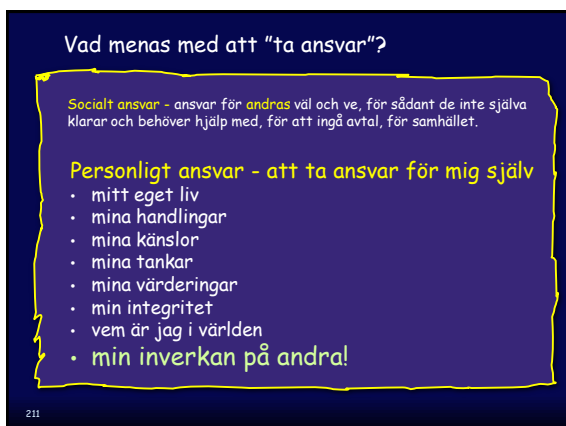 Vad menas med att ”ta ansvar”?
Socialt ansvar - ansvar för andras väl och ve, för sådant de inte själva
klarar och behöver hjälp med, för att ingå avtal, för samhället.
Personligt ansvar - att ta ansvar för mig själv
• mitt eget liv
• mina handlingar
• mina känslor
• mina tankar
• mina värderingar
• min integritet
• vem är jag i världen
• min inverkan på andra!
211